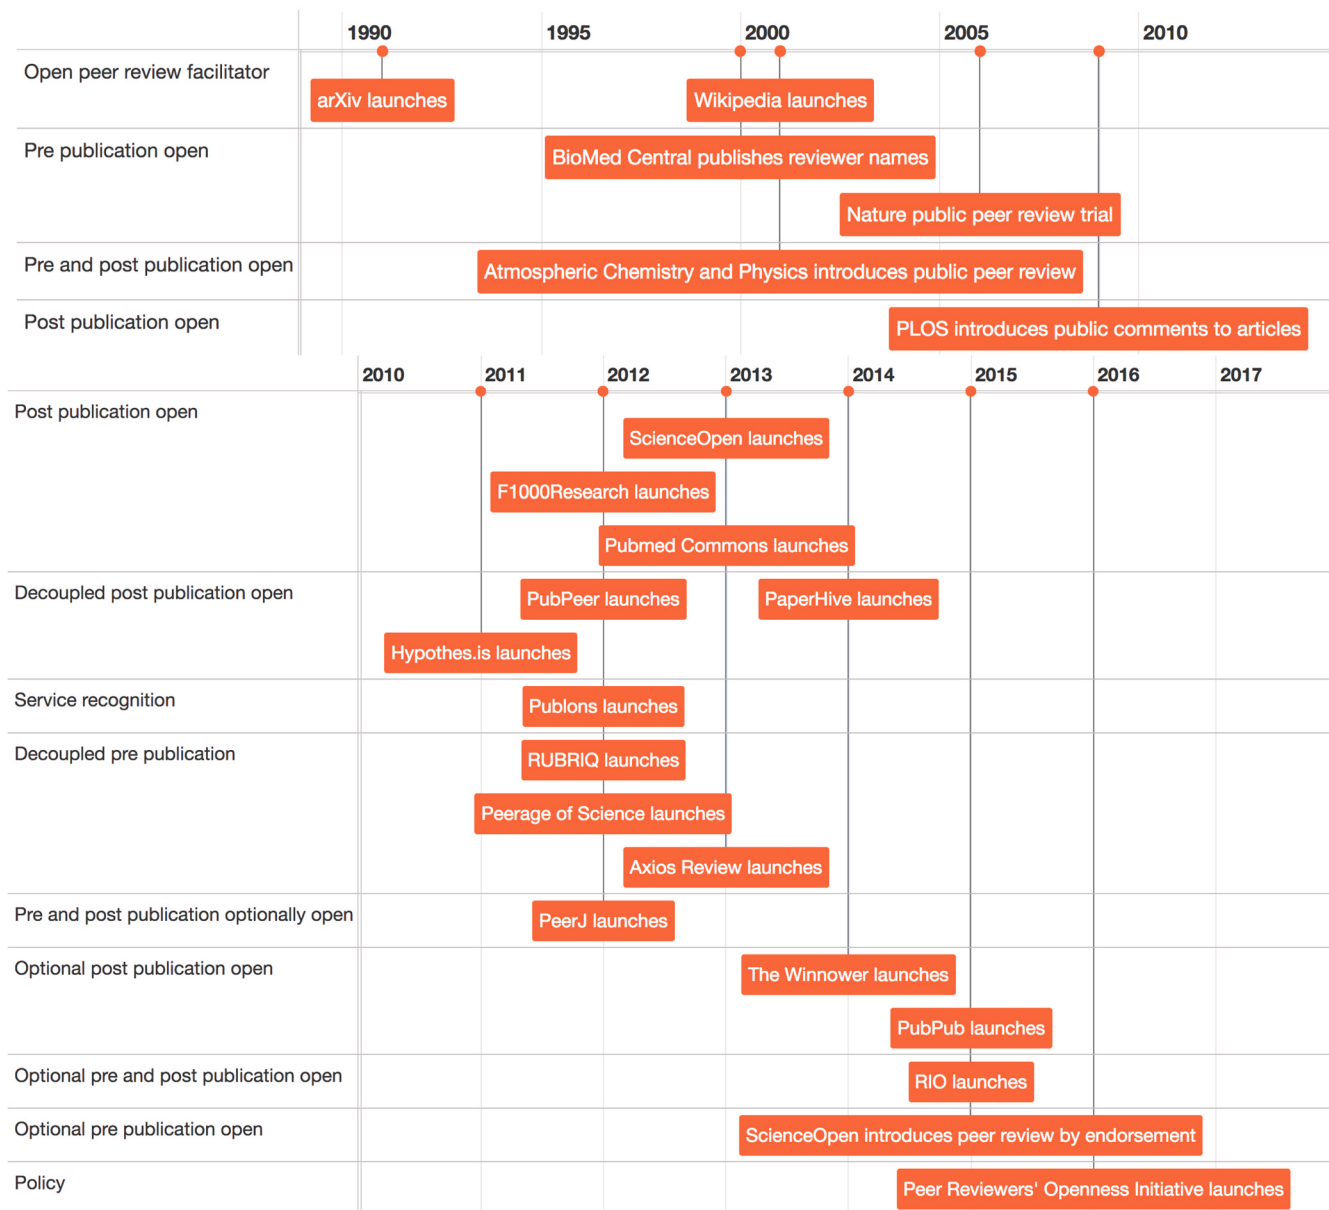 1990 1995 2000 2005 2010
Open peer review facilitator
arXiv launches Wikipedia launches
Pre publication open
BioMed Central publishes reviewer names
Nature public peer review trial
Pre and post publication open
Atmospheric Chemistry and Physics introduces public peer review
Post publication open
PLOS introduces public comments to articles
2010 2011 2012 2013 2014 2015 2016 2017
Post publication open
ScienceOpen launches
F1000Research launches
Pubmed Commons launches
Decoupled post publication open
PubPeer launches PaperHive launches
Hypothes.is launches
Service recognition
Publons launches
Decoupled pre publication
RUBRIQ launches
Peerage of Science launches
Axios Review launches
Pre and post publication optionally open
PeerJ launches
Optional post publication open
The Winnower launches
PubPub launches
Optional pre and post publication open
RIO launches
Optional pre publication open
ScienceOpen introduces peer review by endorsement
Policy
Peer Reviewers' Openness Initiative launches